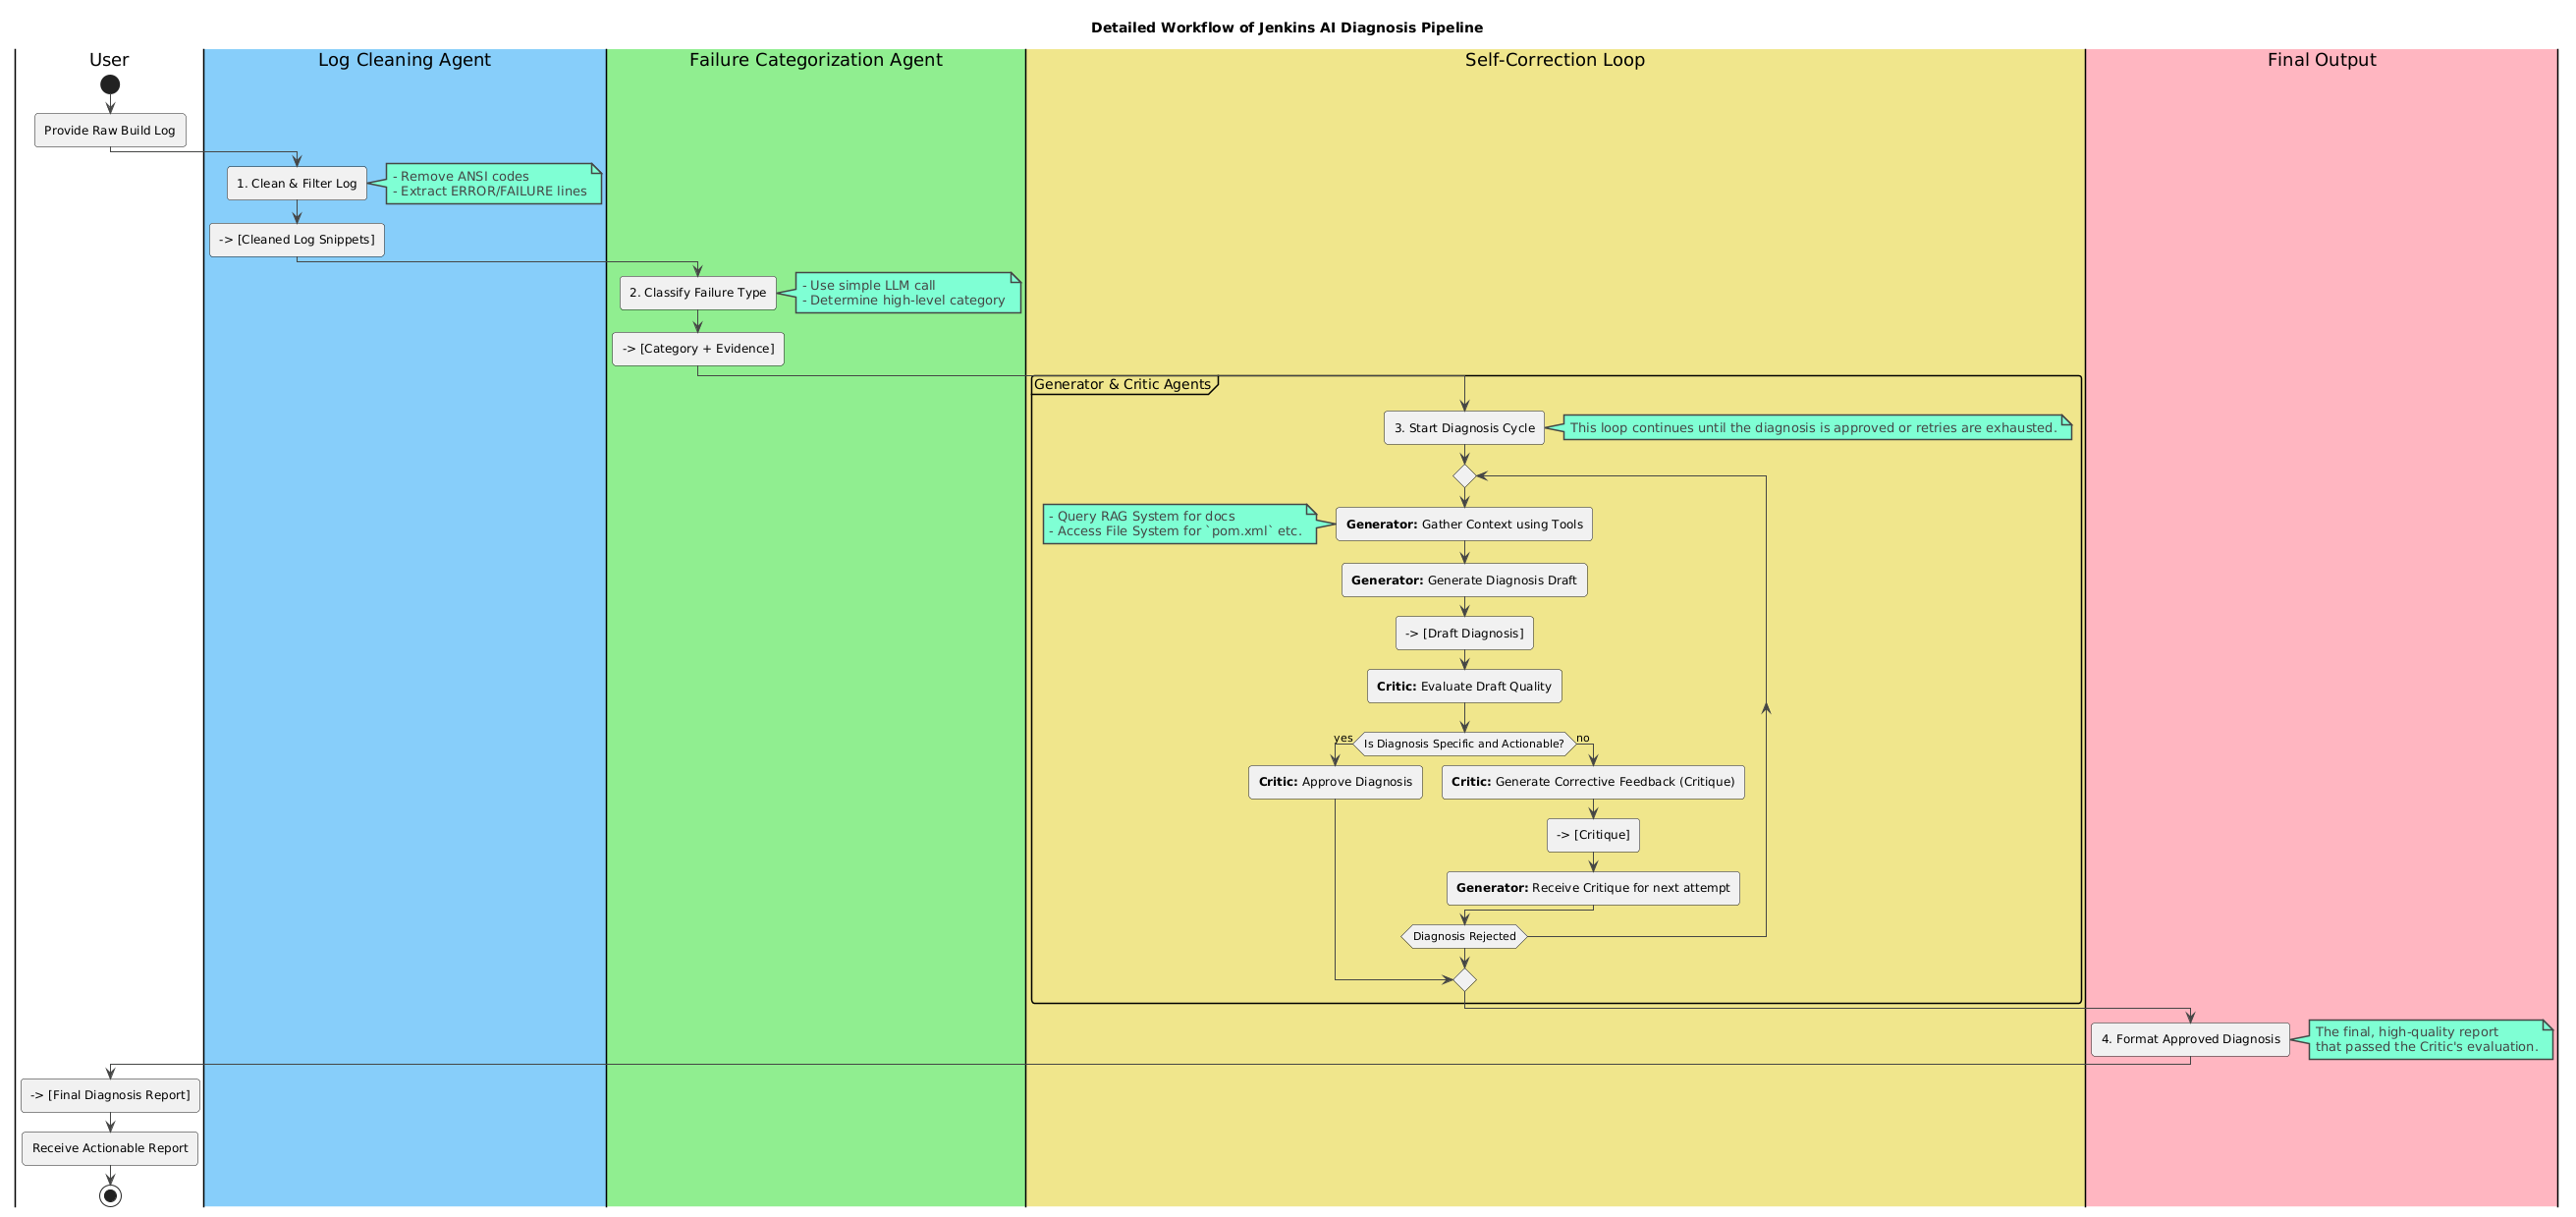 Detailed Workflow of Jenkins AI Diagnosis Pipeline
User
Log Cleaning Agent
Failure Categorization Agent
Self-Correction Loop
Final Output
Provide Raw Build Log
1. Clean & Filter Log
- Remove ANSI codes
- Extract ERROR/FAILURE lines
-> [Cleaned Log Snippets]
2. Classify Failure Type
- Use simple LLM call
- Determine high-level category
-> [Category + Evidence]
Generator & Critic Agents
3. Start Diagnosis Cycle
This loop continues until the diagnosis is approved or retries are exhausted.
- Query RAG System for docs
- Access File System for `pom.xml` etc.
Generator: Gather Context using Tools
Generator: Generate Diagnosis Draft
-> [Draft Diagnosis]
Critic: Evaluate Draft Quality
yes
Is Diagnosis Specific and Actionable?
no
Critic: Approve Diagnosis
Critic: Generate Corrective Feedback (Critique)
-> [Critique]
Generator: Receive Critique for next attempt
Diagnosis Rejected
4. Format Approved Diagnosis
The final, high-quality report
that passed the Critic's evaluation.
-> [Final Diagnosis Report]
Receive Actionable Report